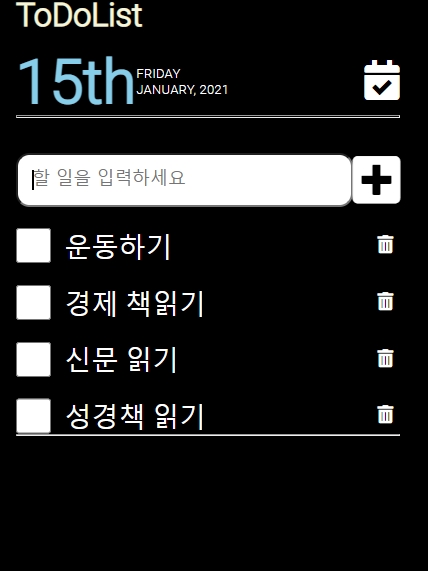 ToDoList
15th
FRIDAY
JANUARY, 2021
할 일을 입력하세요
운동하기
경제 책읽기
신문 읽기
성경책 읽기